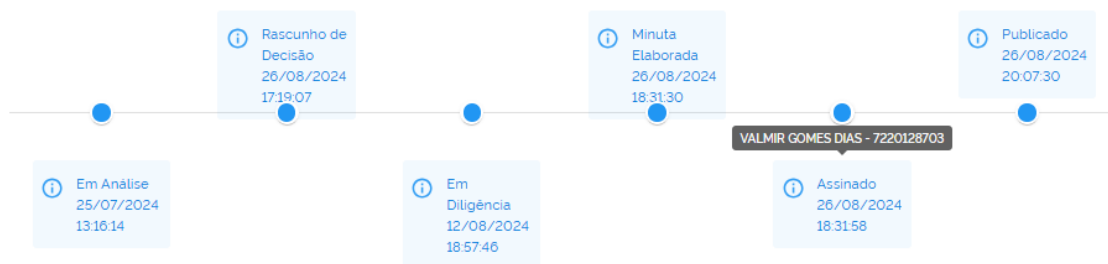 Rascunho de
Decisão
26/08/2024
17:19:07
Minuta
Elaborada
26/08/2024
18:31:30
Publicado
26/08/2024
20:07:30
VALMIR GOMES DIAS - 7220128703
Em Análise
25/07/2024
13:16:14
Em
Diligência
12/08/2024
18:57:46
Assinado
26/08/2024
18:31:58